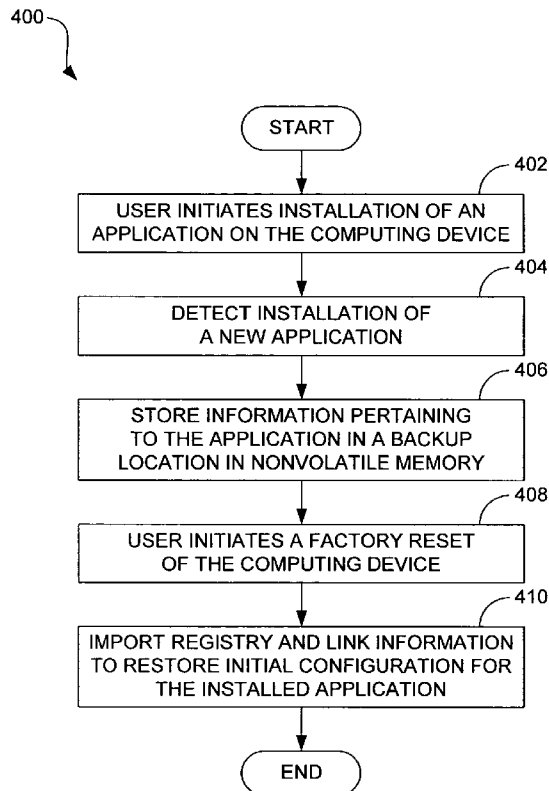 400
START
402
USER INITIATES INSTALLATION OF AN
APPLICATION ON THE COMPUTING DEVICE
404
DETECT INSTALLATION OF
A NEW APPLICATION
406
STORE INFORMATION PERTAINING
TO THE APPLICATION IN A BACKUP
LOCATION IN NONVOLATILE MEMORY
408
USER INITIATES A FACTORY RESET
OF THE COMPUTING DEVICE
410
IMPORT REGISTRY AND LINK INFORMATION
TO RESTORE INITIAL CONFIGURATION FOR
THE INSTALLED APPLICATION
END